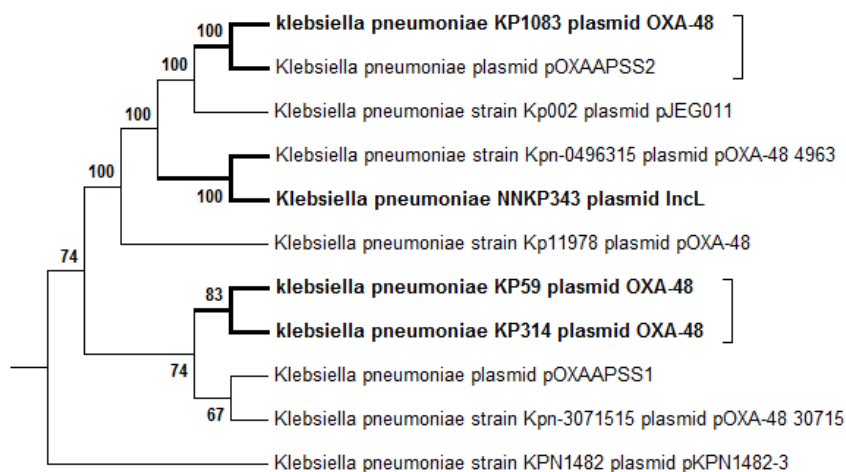 100 klebsiella pneumoniae KP1083 plasmid OXA-48
100 Klebsiella pneumoniae plasmid pOXAAPSS2
100 Klebsiella pneumoniae strain Kp002 plasmid pJEG011
Klebsiella pneumoniae strain Kpn-0496315 plasmid pOXA-48 4963
100 100 Klebsiella pneumoniae NNKP343 plasmid IncL
74 Klebsiella pneumoniae strain Kp11978 plasmid pOXA-48
83 klebsiella pneumoniae KP59 plasmid OXA-48
klebsiella pneumoniae KP314 plasmid OXA-48
74 Klebsiella pneumoniae plasmid pOXAAPSS1
67 Klebsiella pneumoniae strain Kpn-3071515 plasmid pOXA-48 30715
Klebsiella pneumoniae strain KPN1482 plasmid pKPN1482-3